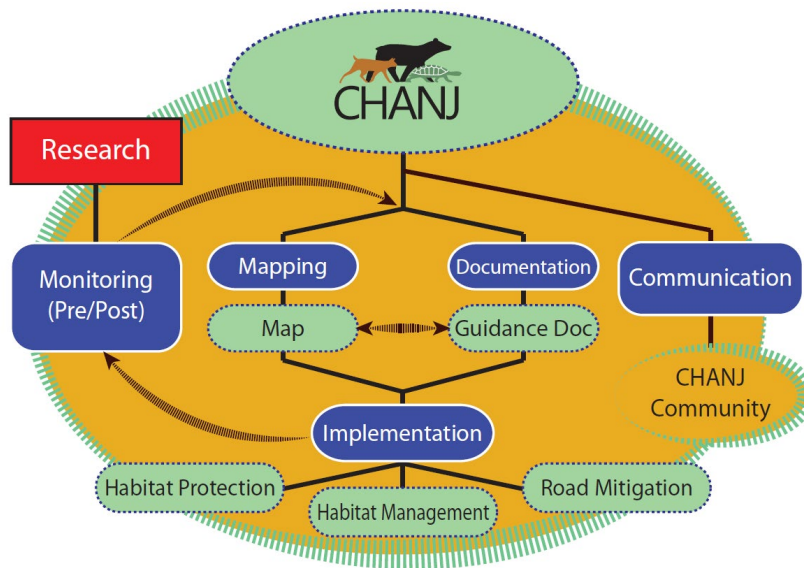 CHANJ
Research
Monitoring
(Pre/Post)
Mapping
Documentation
Communication
Map
Guidance Doc
CHANJ
Community
Implementation
Habitat Protection
Habitat Management
Road Mitigation